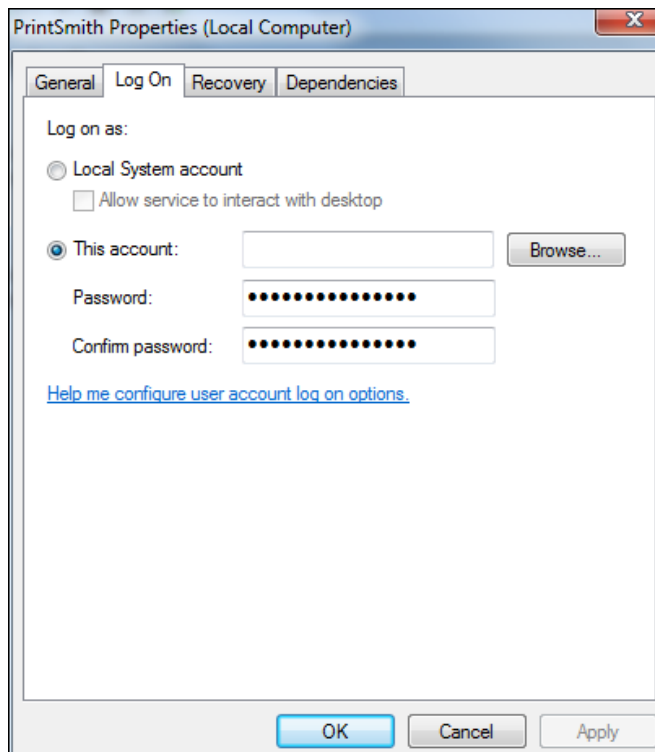 PrintSmith Properties (Local Computer)
General Log On Recovery Dependencies
Log on as:
Local System account
Allow service to interact with desktop
This account: Browse...
Password: •••••••••••••••
Confirm password: •••••••••••••••
Help me configure user account log on options.
OK Cancel Apply